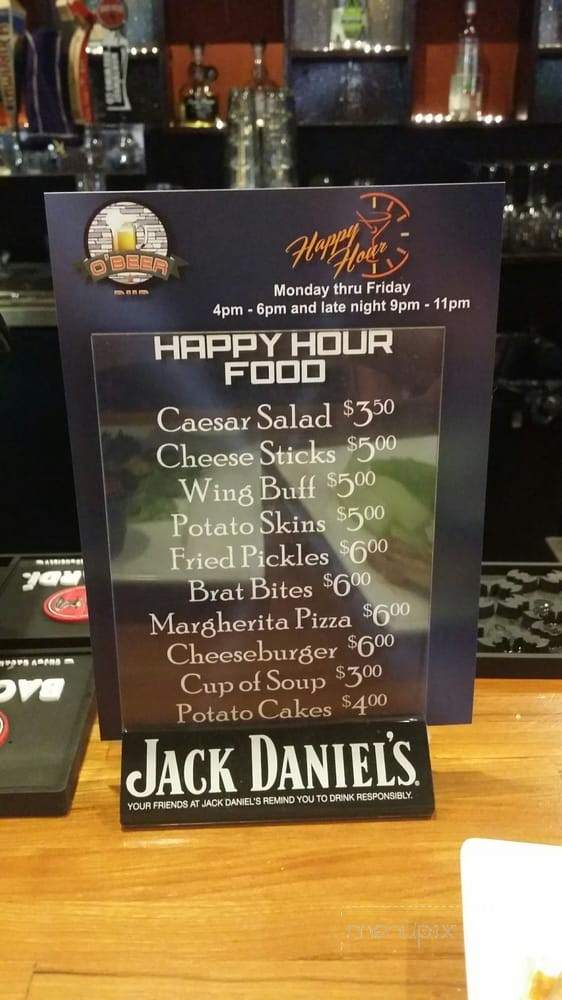 O'BEER
PUB
Happy
Hour
Monday thru Friday
4pm - 6pm and late night 9pm - 11pm
HAPPY HOUR
FOOD
Caesar Salad $3.50
Cheese Sticks $5.00
Wing Buff $5.00
Potato Skins $5.00
Fried Pickles $6.00
Brat Bites $6.00
Margherita Pizza $6.00
Cheeseburger $6.00
Cup of Soup $3.00
Potato Cakes $4.00
JACK DANIEL'S
YOUR FRIENDS AT JACK DANIEL'S REMIND YOU TO DRINK RESPONSIBLY.
menupix